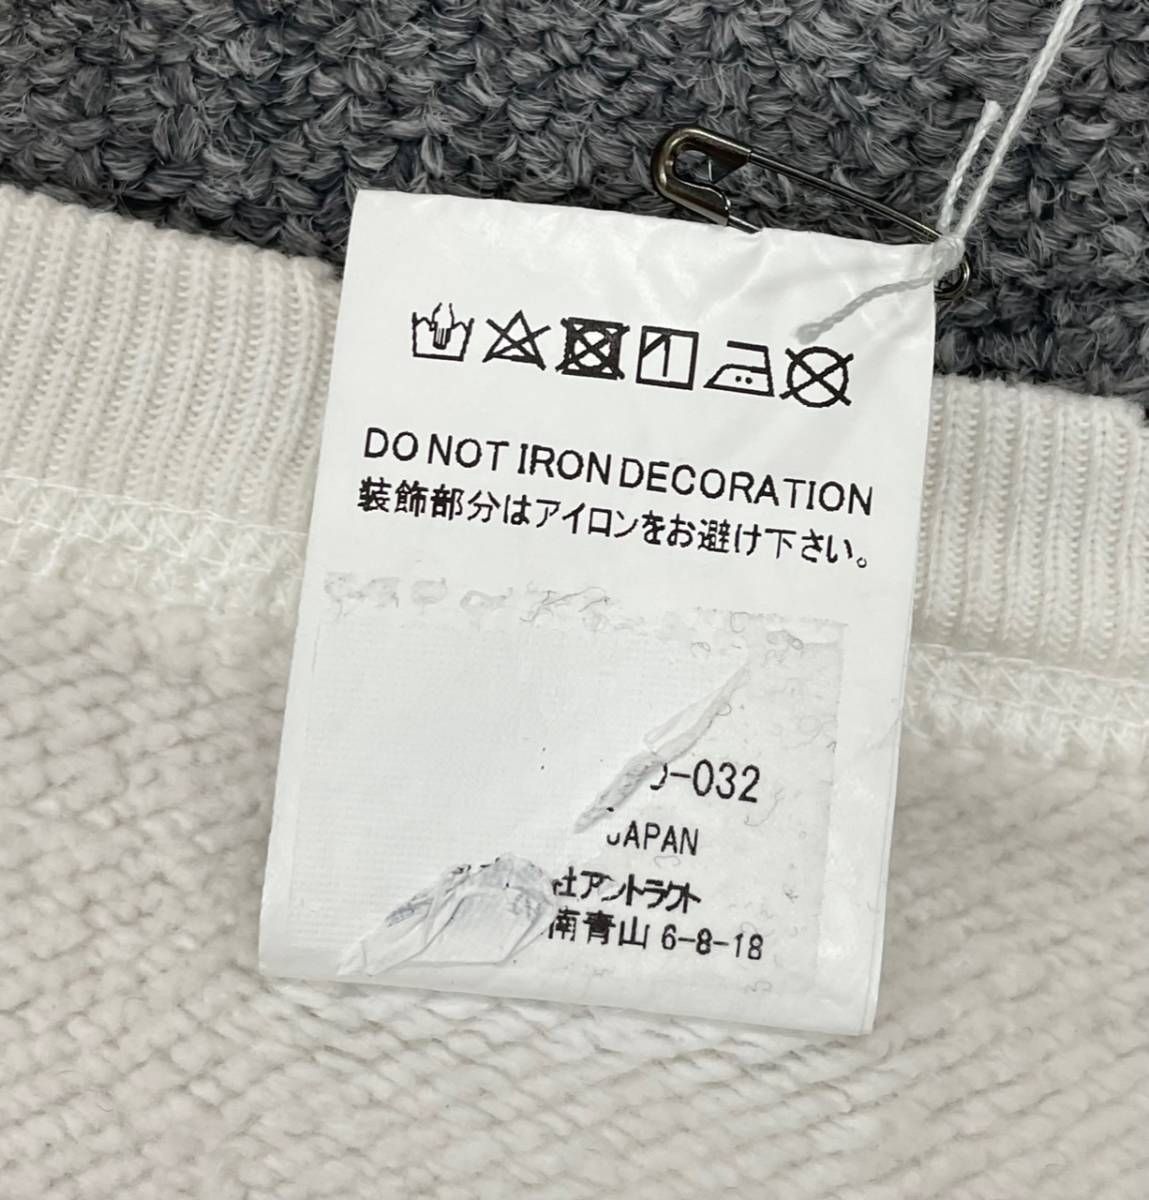 DO NOT IRON DECORATION
装飾部分はアイロンをお避け下さい。
-032
JAPAN
社アントラクト
南青山 6-8-18